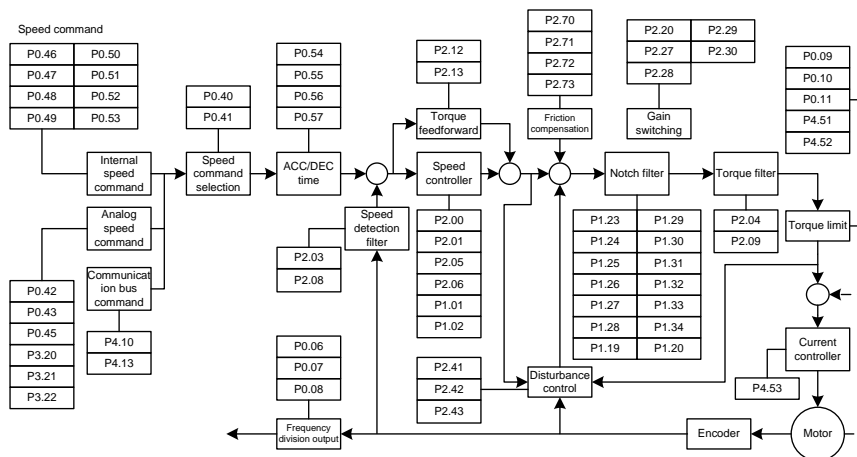 Speed command
P0.46
P0.50
P0.47
P0.51
P0.48
P0.52
P0.49
P0.53
P0.40
P0.41
P0.54
P0.55
P0.56
P0.57
P2.12
P2.13
P2.70
P2.71
P2.72
P2.73
P2.20
P2.29
P2.27
P2.30
P2.28
P0.09
P0.10
P0.11
P4.51
P4.52
Torque
feedforward
Friction
compensation
Gain
switching
Internal
speed
command
Speed
command
selection
ACC/DEC
time
Speed
controller
Notch filter
Torque filter
Analog
speed
command
Speed
detection
filter
Torque limit
Communicat
ion bus
command
P2.03
P2.08
P2.00
P2.01
P2.05
P2.06
P1.01
P1.02
P1.23
P1.29
P1.24
P1.30
P1.25
P1.31
P1.26
P1.32
P1.27
P1.33
P1.28
P1.34
P1.19
P1.20
P2.04
P2.09
P0.42
P0.43
P0.45
P3.20
P3.21
P3.22
P4.10
P4.13
P0.06
P0.07
P0.08
P2.41
P2.42
P2.43
Disturbance
control
Current
controller
P4.53
Frequency
division output
Encoder
Motor